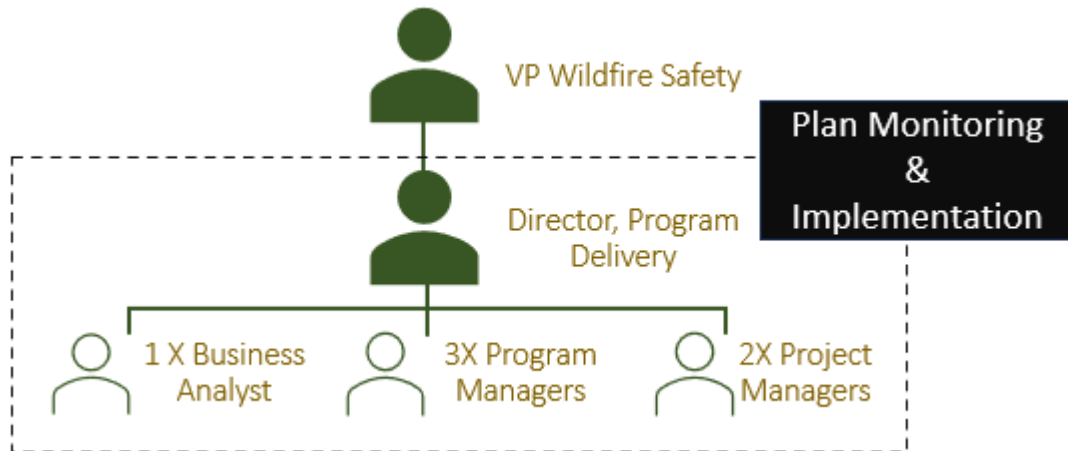 VP Wildfire Safety
Plan Monitoring
&
Implementation
Director, Program
Delivery
1 X Business
Analyst
3X Program
Managers
2X Project
Managers